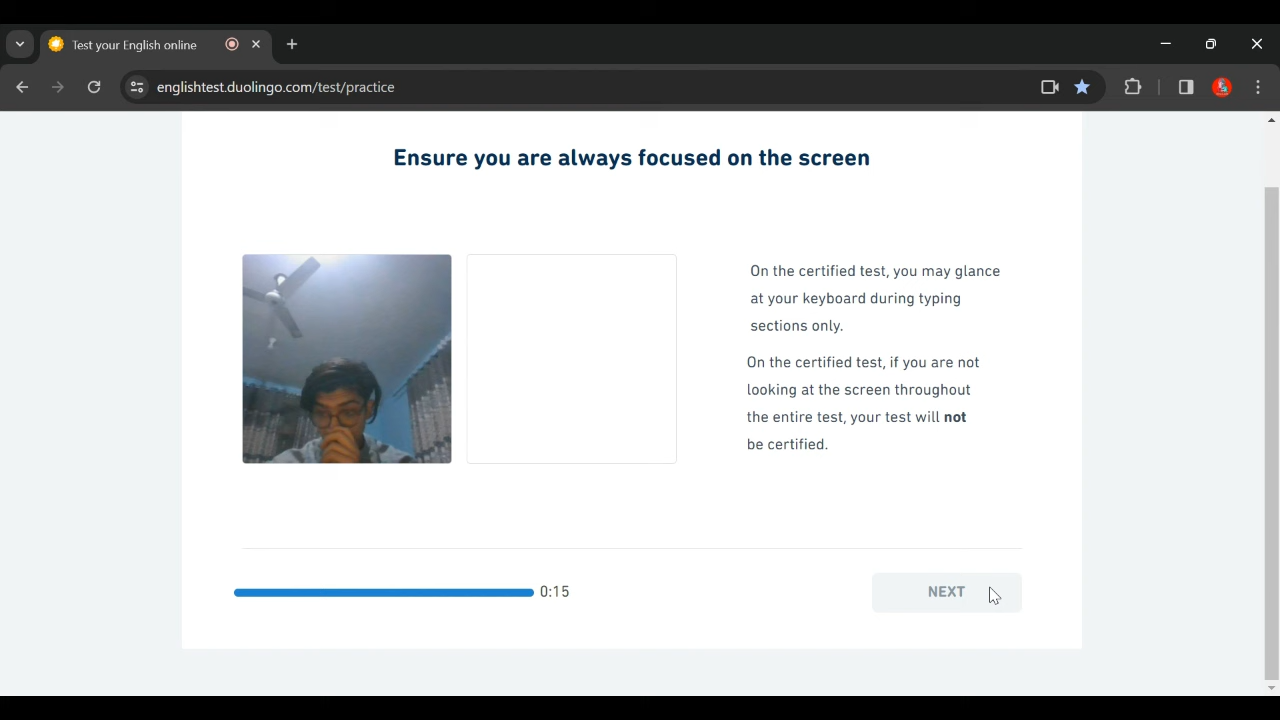 Test your English online
englishtest.duolingo.com/test/practice
Ensure you are always focused on the screen
On the certified test, you may glance
at your keyboard during typing
sections only.
On the certified test, if you are not
looking at the screen throughout
the entire test, your test will not
be certified.
0:15
NEXT